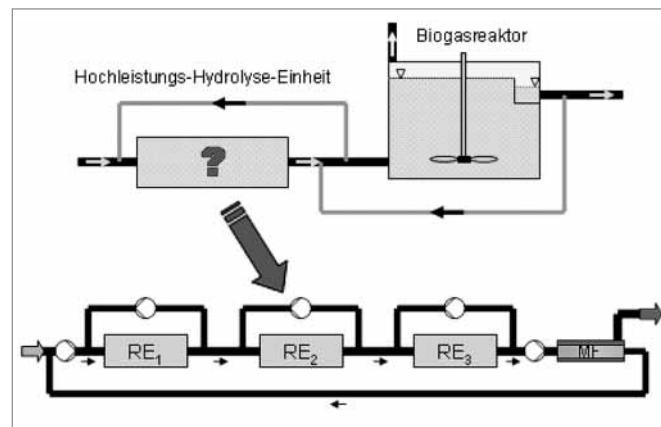 Biogasreaktor
Hochleistungs-Hydrolyse-Einheit
?
RE₁
RE₂
RE₃
MF